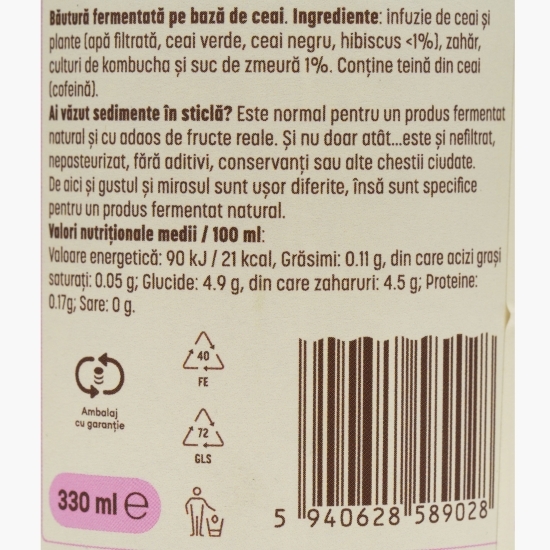 Băutură fermentată pe bază de ceai. Ingrediente: infuzie de ceai și
plante (apă filtrată, ceai verde, ceai negru, hibiscus <1%), zahăr,
culturi de kombucha și suc de zmeură 1%. Conține teină din ceai
(cofeină).
Ai văzut sedimente în sticlă? Este normal pentru un produs fermentat
natural și cu adaos de fructe reale. Și nu doar atât...este și nefiltrat,
nepasteurizat, fără aditivi, conservanți sau alte chestii ciudate.
De aici și gustul și mirosul sunt ușor diferite, însă sunt specifice
pentru un produs fermentat natural.
Valori nutriționale medii / 100 ml:
Valoare energetică: 90 kJ / 21 kcal, Grăsimi: 0.11 g, din care acizi grași
saturați: 0.05 g; Glucide: 4.9 g, din care zaharuri: 4.5 g; Proteine:
0.17g; Sare: 0 g.
40
FE
Ambalaj
cu garanție
72
GLS
330 ml e
5 940628 589028